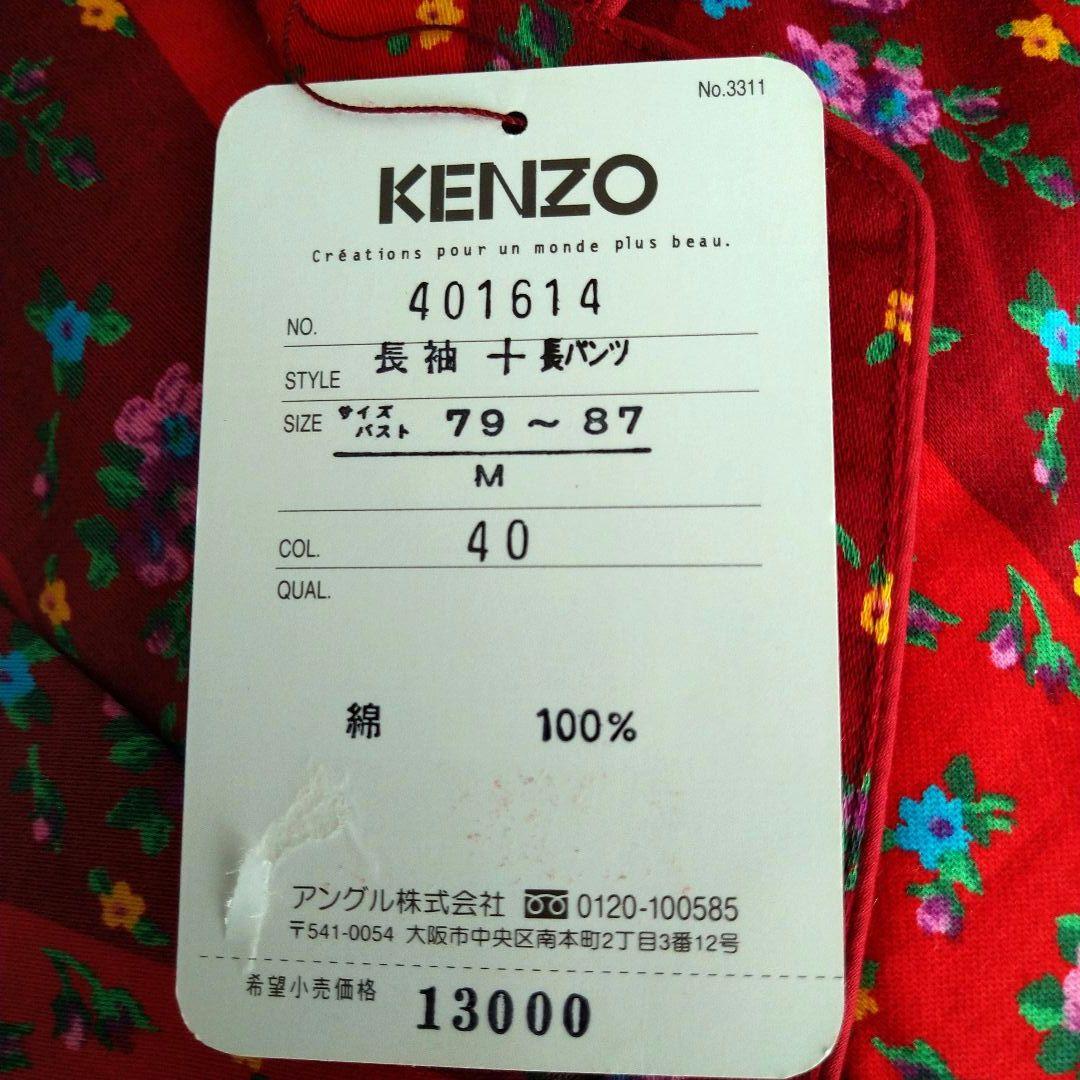 No.3311
KENZO
Créations pour un monde plus beau.
NO. 401614
STYLE 長袖 + 長パンツ
SIZE サイズ バスト 79 ~ 87
M
COL. 40
QUAL.
綿 100%
アングル株式会社 0120-100585
〒541-0054 大阪市中央区南本町2丁目3番12号
希望小売価格 13000